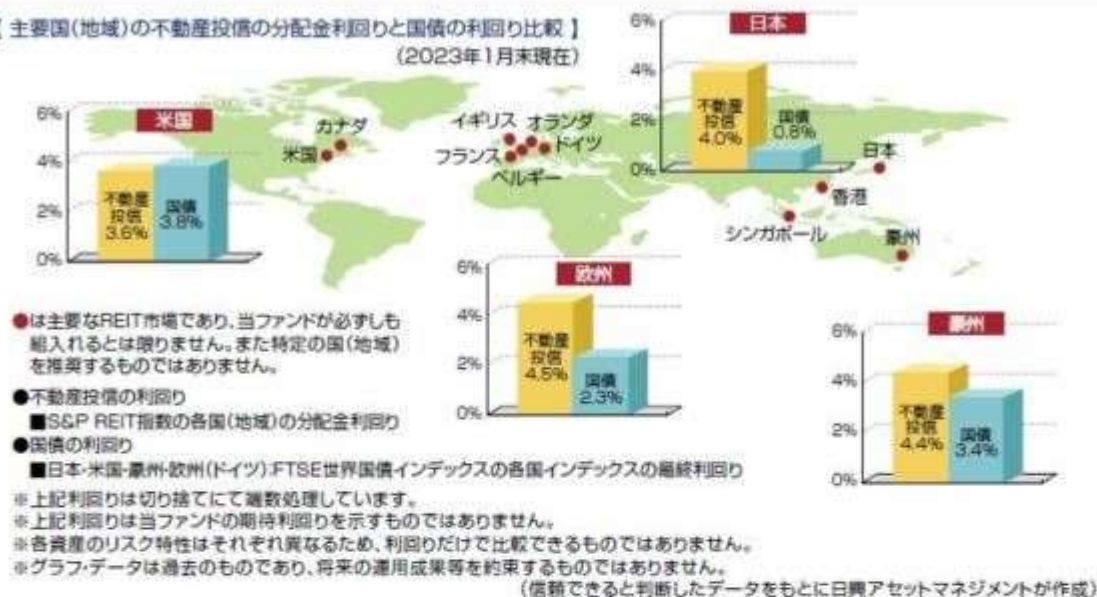 【 主要国(地域)の不動産投信の分配金利回りと国債の利回り比較 】
(2023年1月末現在)
日本
6%
4%
2%
0%
不動産
投信
4.0%
国債
0.8%
米国
6%
4%
2%
0%
不動産
投信
3.6%
国債
3.8%
カナダ
米国
イギリス
オランダ
フランス
ドイツ
ベルギー
日本
香港
シンガポール
豪州
欧州
6%
4%
2%
0%
不動産
投信
4.5%
国債
2.3%
豪州
6%
4%
2%
0%
不動産
投信
4.4%
国債
3.4%
●は主要なREIT市場であり、当ファンドが必ずしも
組入れるとは限りません。また特定の国(地域)
を推奨するものではありません。
●不動産投信の利回り
■S&P REIT指数の各国(地域)の分配金利回り
●国債の利回り
■日本・米国・豪州・欧州(ドイツ):FTSE世界国債インデックスの各国インデックスの最終利回り
※上記利回りは切り捨てにて端数処理しています。
※上記利回りは当ファンドの期待利回りを示すものではありません。
※各資産のリスク特性はそれぞれ異なるため、利回りだけで比較できるものではありません。
※グラフ・データは過去のものであり、将来の運用成果等を約束するものではありません。
(信頼できると判断したデータをもとに日興アセットマネジメントが作成)